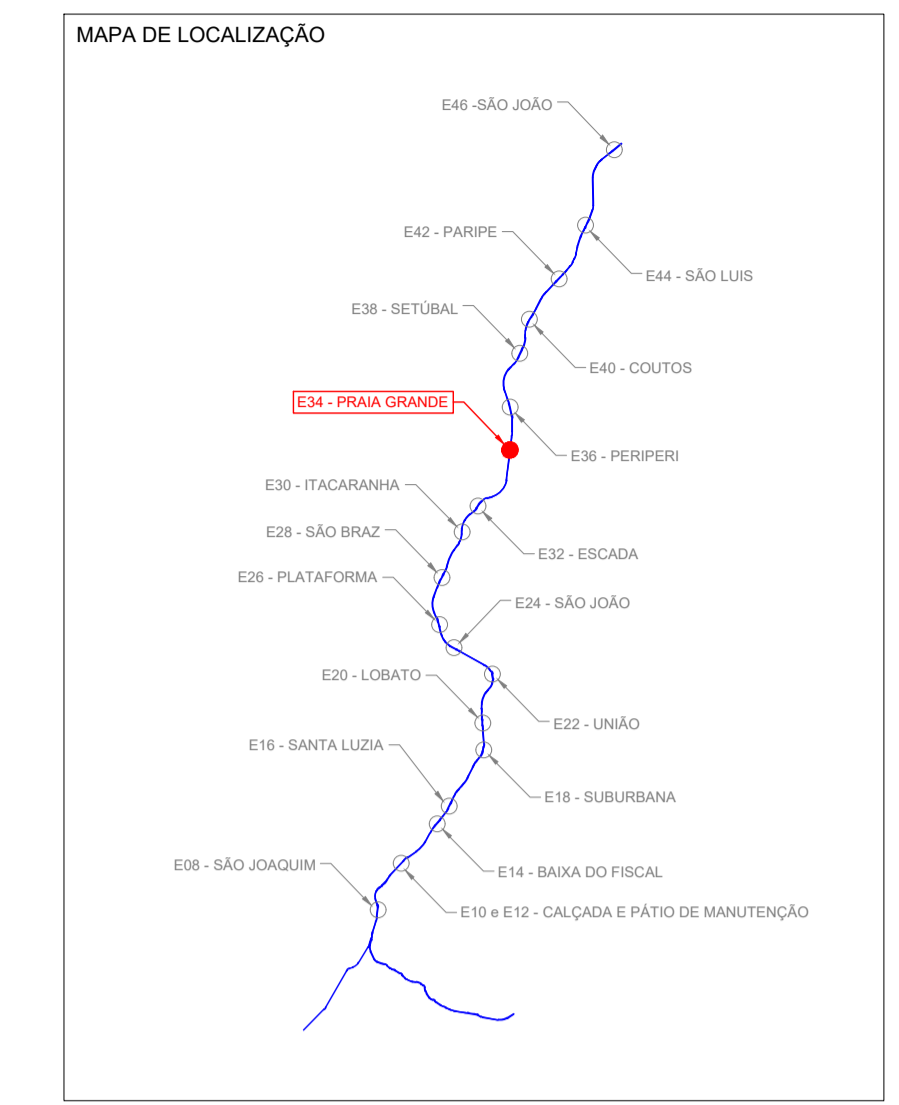 MAPA DE LOCALIZAÇÃO
E46 -SÃO JOÃO
E42 - PARIPE
E44 - SÃO LUIS
E38 - SETÚBAL
E40 - COUTOS
E34 - PRAIA GRANDE
E36 - PERIPERI
E30 - ITACARANHA
E28 - SÃO BRAZ
E32 - ESCADA
E26 - PLATAFORMA
E24 - SÃO JOÃO
E20 - LOBATO
E22 - UNIÃO
E16 - SANTA LUZIA
E18 - SUBURBANA
E08 - SÃO JOAQUIM
E14 - BAIXA DO FISCAL
E10 e E12 - CALÇADA E PÁTIO DE MANUTENÇÃO